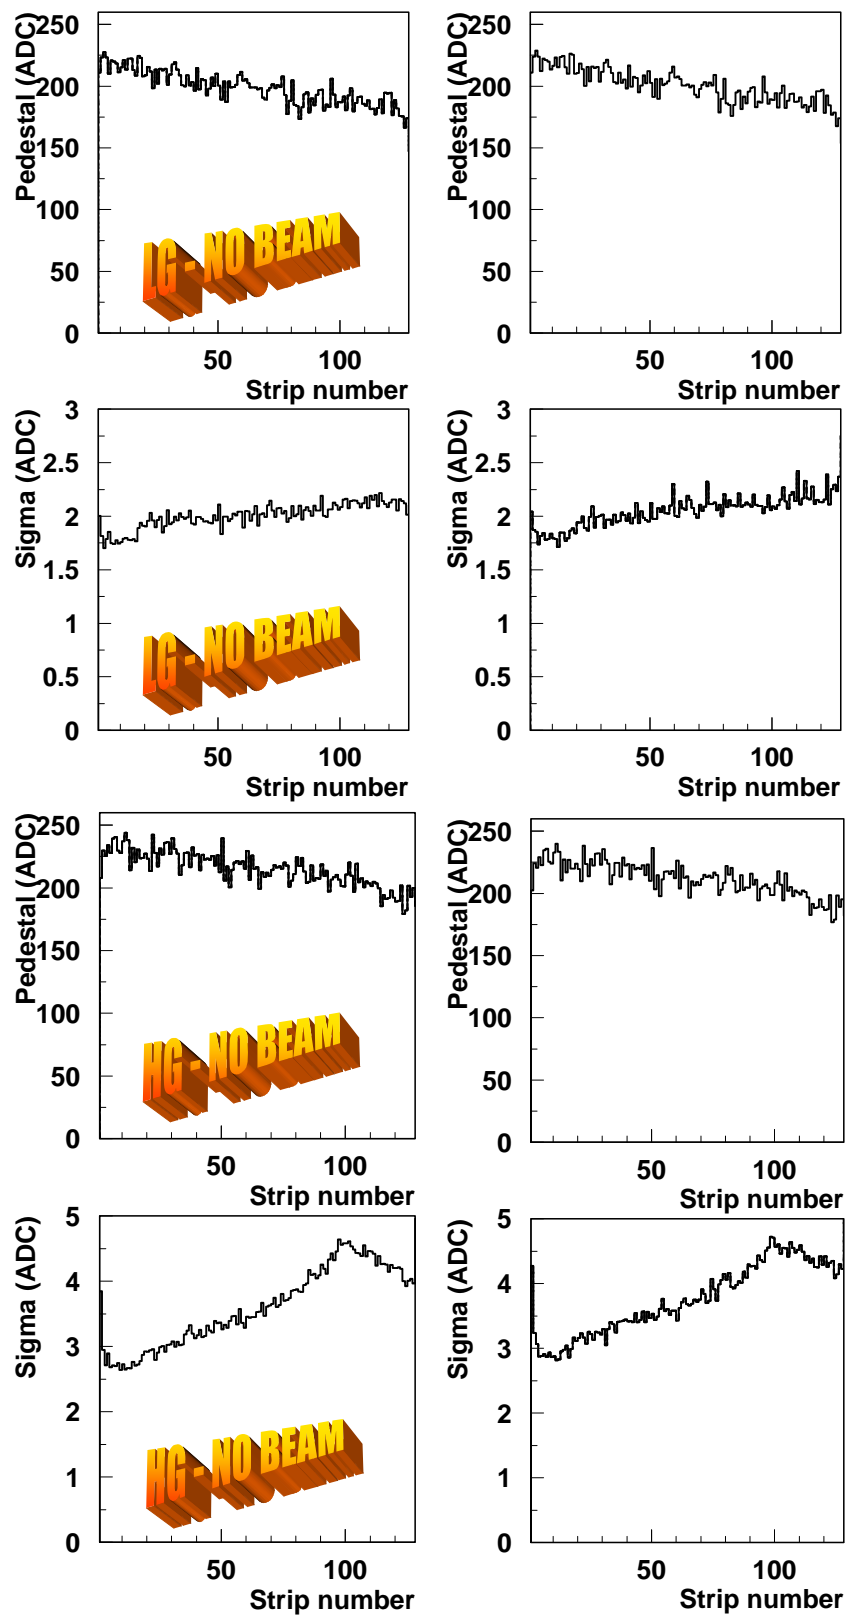 Pedestal (ADC)
250
200
150
100
50
0
LG - NO BEAM
50 100
Strip number
Pedestal (ADC)
250
200
150
100
50
0
50 100
Strip number
Sigma (ADC)
3
2.5
2
1.5
1
0.5
0
LG - NO BEAM
50 100
Strip number
Sigma (ADC)
3
2.5
2
1.5
1
0.5
0
50 100
Strip number
Pedestal (ADC)
250
200
150
100
50
0
HG - NO BEAM
50 100
Strip number
Pedestal (ADC)
250
200
150
100
50
0
50 100
Strip number
Sigma (ADC)
5
4
3
2
1
0
HG - NO BEAM
50 100
Strip number
Sigma (ADC)
5
4
3
2
1
0
50 100
Strip number